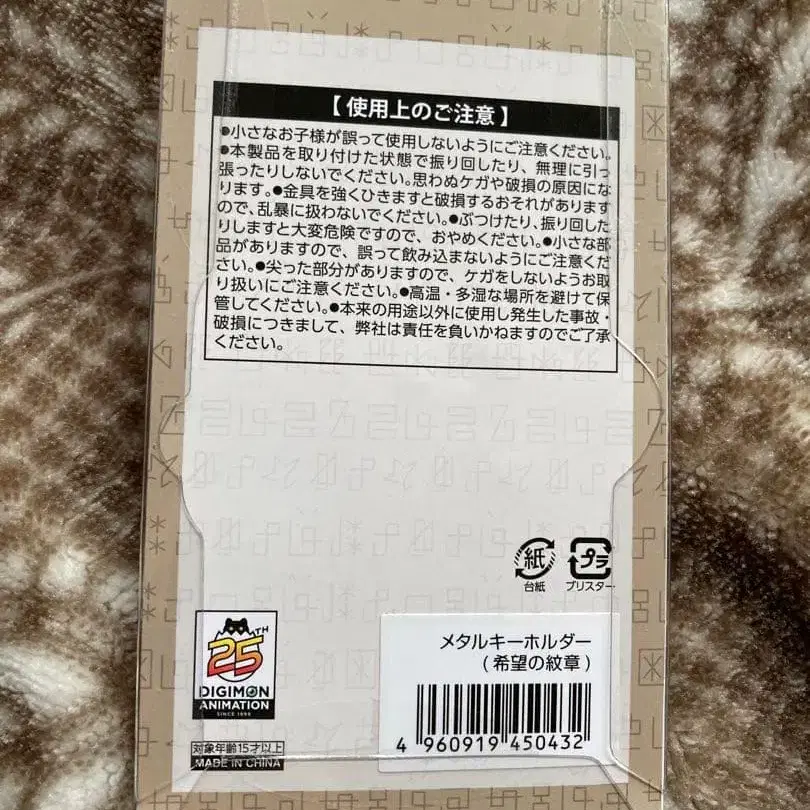 【使用上のご注意】
●小さなお子様が誤って使用しないようにご注意ください。
●本製品を取り付けた状態で振り回したり、無理に引っ
張ったりしないでください。思わぬケガや破損の原因にな
ります。●金具を強くひきますと破損するおそれがあります
ので、乱暴に扱わないでください。●ぶつけたり、振り回した
りしますと大変危険ですので、おやめください。●小さな部
品がありますので、誤って飲み込まないようにご注意くだ
さい。●尖った部分がありますので、ケガをしないようお取
り扱いにご注意ください。●高温・多湿な場所を避けて保
管してください。●本来の用途以外に使用し発生した事故・
破損につきまして、弊社は責任を負いかねますのでご了承
ください。
紙
台紙
プラ
ブリスター
25TH
DIGIMON
ANIMATION
SINCE 1999
対象年齢15才以上
MADE IN CHINA
メタルキーホルダー
(希望の紋章)
4 960919 450432